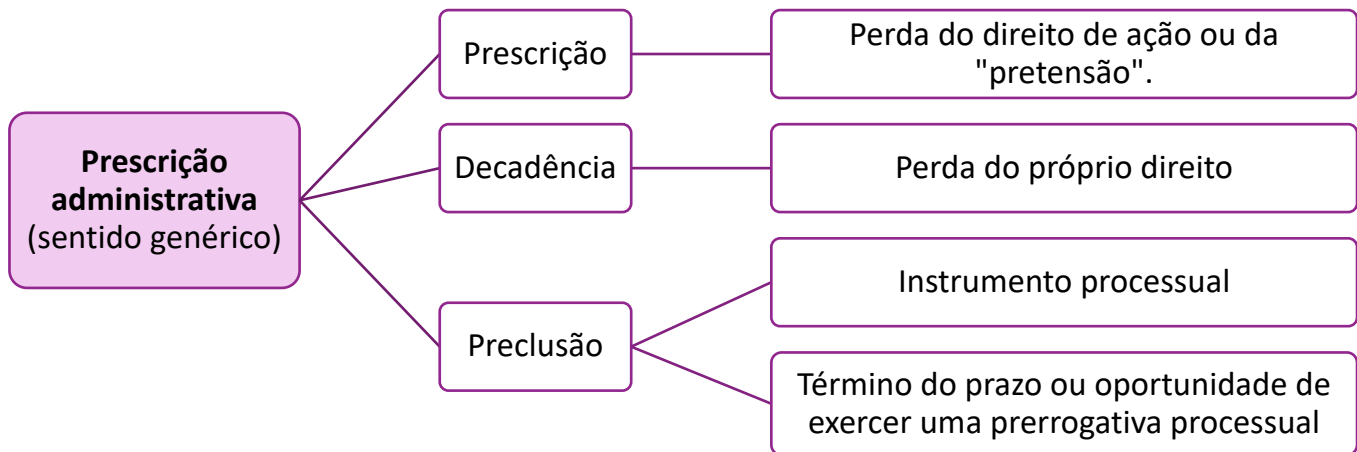 Prescrição
administrativa
(sentido genérico)
Prescrição
Perda do direito de ação ou da
"pretensão".
Decadência
Perda do próprio direito
Preclusão
Instrumento processual
Término do prazo ou oportunidade de
exercer uma prerrogativa processual